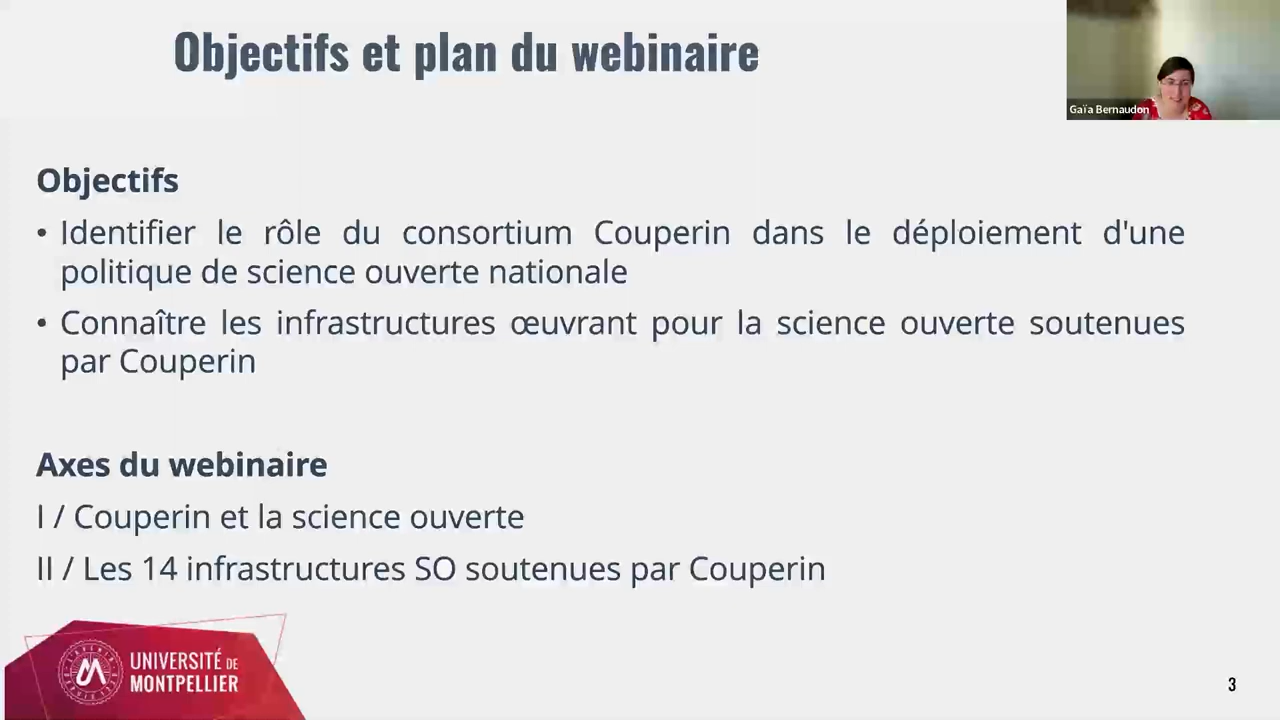 Objectifs et plan du webinaire
Gaïa Bernaudon
Objectifs
• Identifier le rôle du consortium Couperin dans le déploiement d'une
politique de science ouverte nationale
• Connaître les infrastructures œuvrant pour la science ouverte soutenues
par Couperin
Axes du webinaire
I / Couperin et la science ouverte
II / Les 14 infrastructures SO soutenues par Couperin
UNIVERSITÉ DE
MONTPELLIER
3